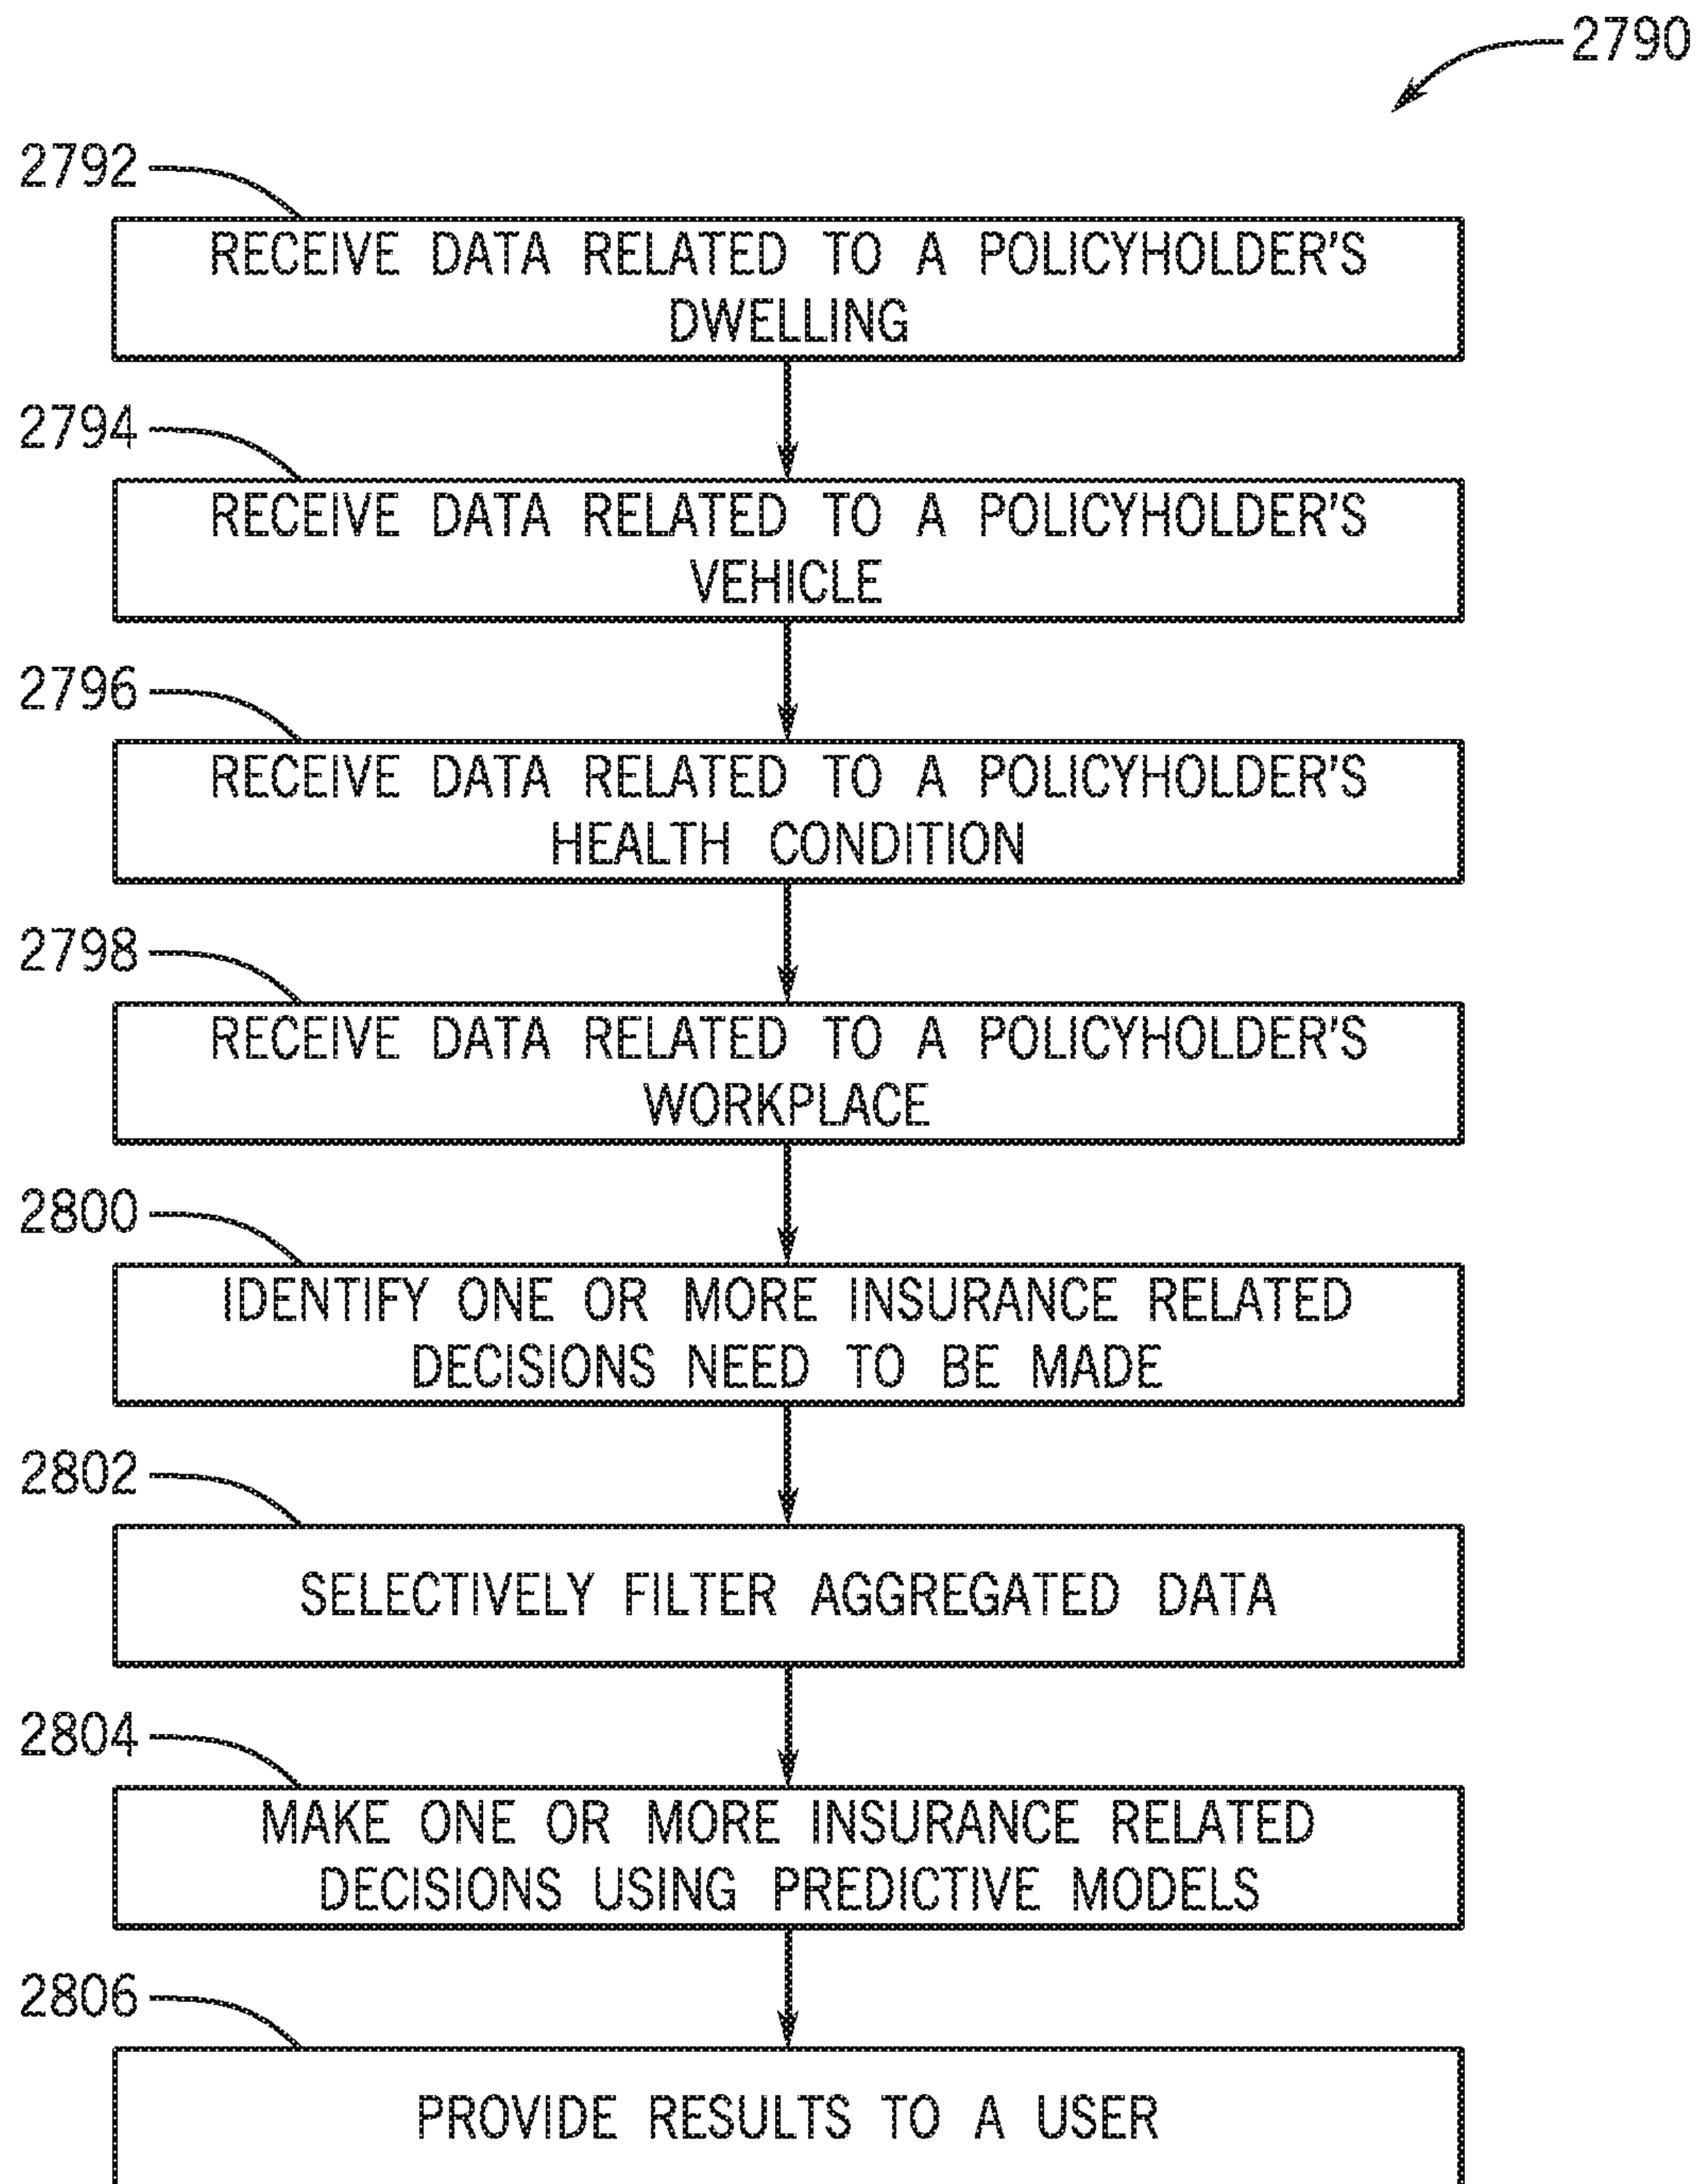 2790
2792
RECEIVE DATA RELATED TO A POLICYHOLDER'S
DWELLING
2794
RECEIVE DATA RELATED TO A POLICYHOLDER'S
VEHICLE
2796
RECEIVE DATA RELATED TO A POLICYHOLDER'S
HEALTH CONDITION
2798
RECEIVE DATA RELATED TO A POLICYHOLDER'S
WORKPLACE
2800
IDENTIFY ONE OR MORE INSURANCE RELATED
DECISIONS NEED TO BE MADE
2802
SELECTIVELY FILTER AGGREGATED DATA
2804
MAKE ONE OR MORE INSURANCE RELATED
DECISIONS USING PREDICTIVE MODELS
2806
PROVIDE RESULTS TO A USER